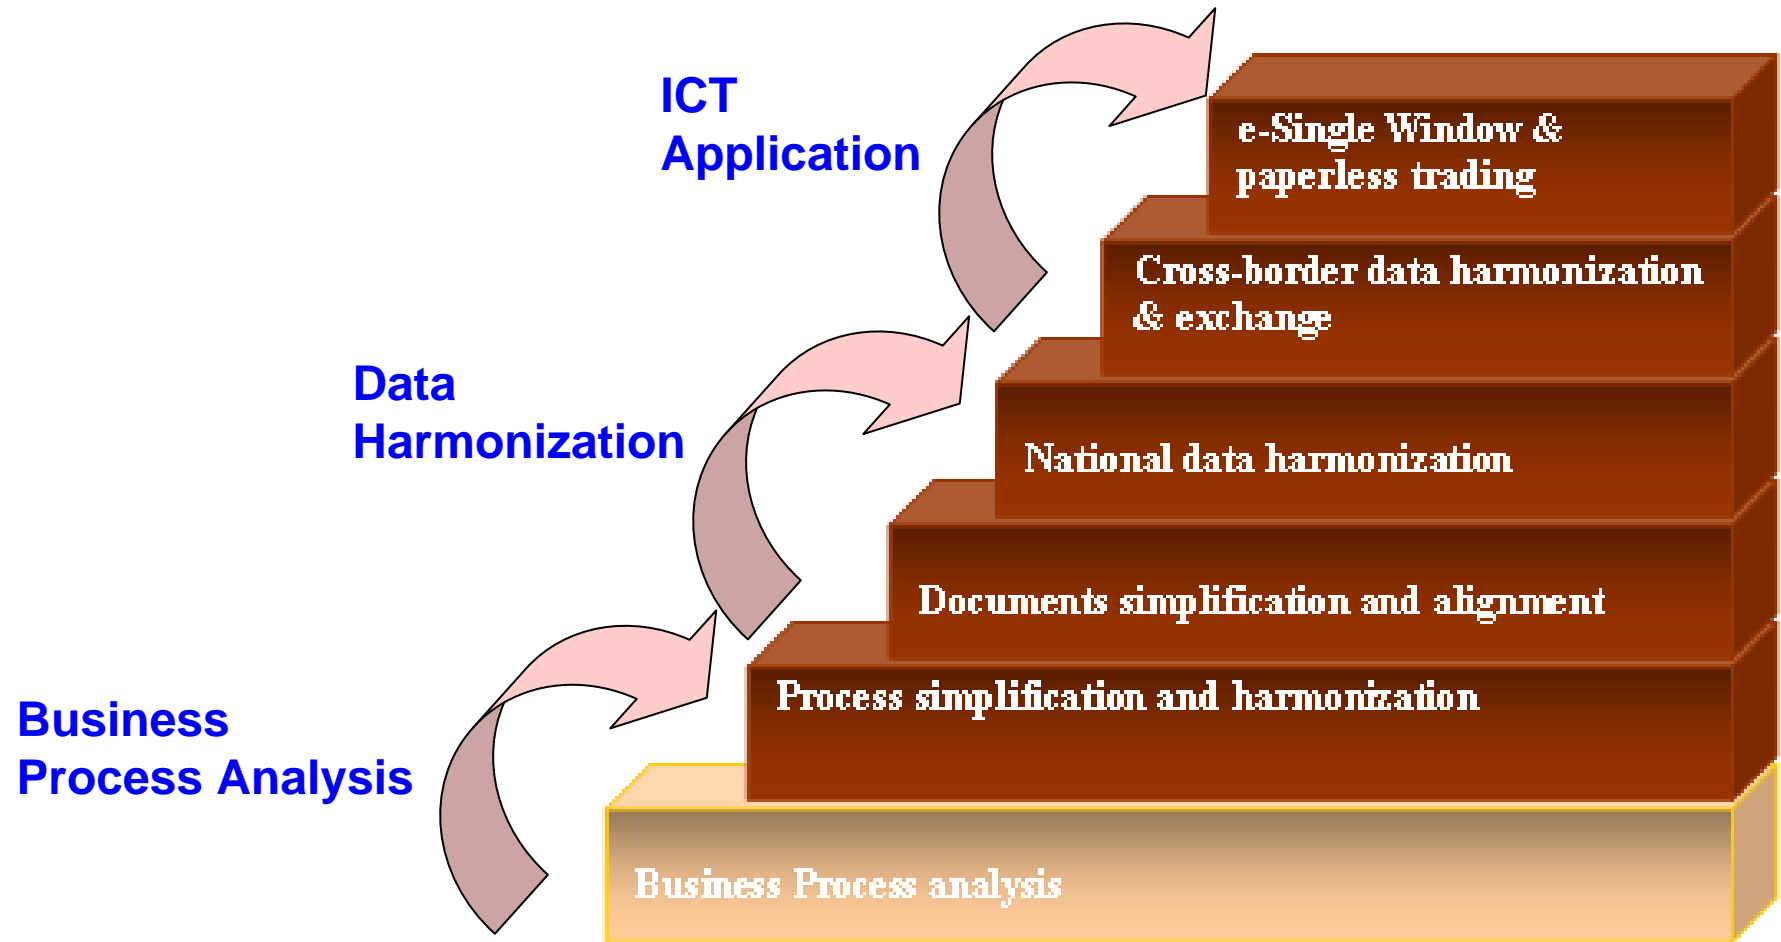 ICT
Application
e-Single Window &
paperless trading
Cross-border data harmonization
& exchange
Data
Harmonization
National data harmonization
Documents simplification and alignment
Process simplification and harmonization
Business
Process Analysis
Business Process analysis